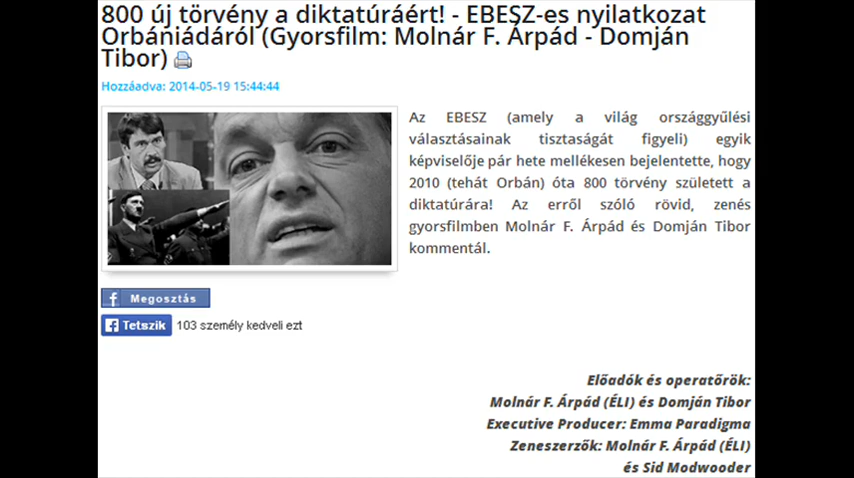 800 új törvény a diktatúráért! - EBESZ-es nyilatkozat
Orbániádáról (Gyorsfilm: Molnár F. Árpád - Domján
Tibor)
Hozzáadva: 2014-05-19 15:44:44
Az EBESZ (amely a világ országgyűlési
választásainak tisztaságát figyeli) egyik
képviselője pár hete mellékesen bejelentette, hogy
2010 (tehát Orbán) óta 800 törvény született a
diktatúrára! Az erről szóló rövid, zenés
gyorsfilmben Molnár F. Árpád és Domján Tibor
kommentál.
Megosztás
Tetszik 103 személy kedveli ezt
Előadók és operatőrök:
Molnár F. Árpád (ÉLI) és Domján Tibor
Executive Producer: Emma Paradigma
Zeneszerzők: Molnár F. Árpád (ÉLI)
és Sid Modwooder